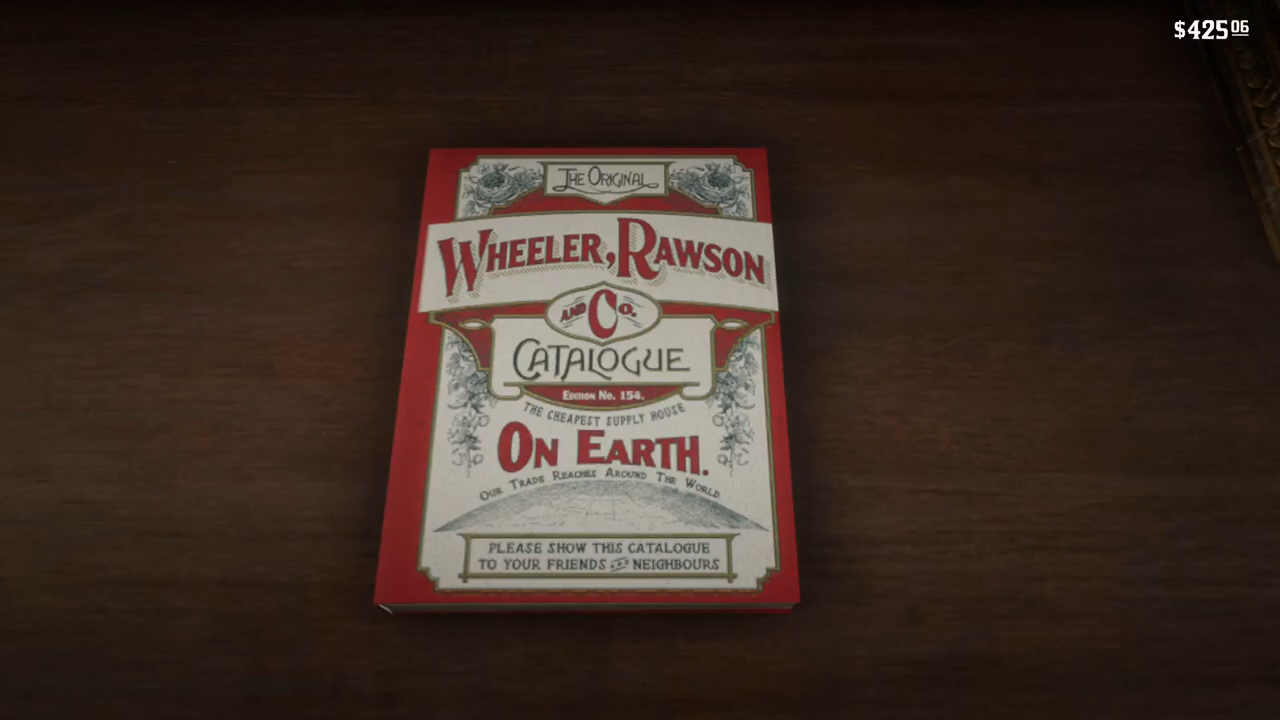 $425 06
The Original
Wheeler, Rawson
and Co.
Catalogue
Edition No. 154.
The Cheapest Supply House
On Earth.
Our Trade Reaches Around The World
Please show this catalogue
to your friends and neighbours